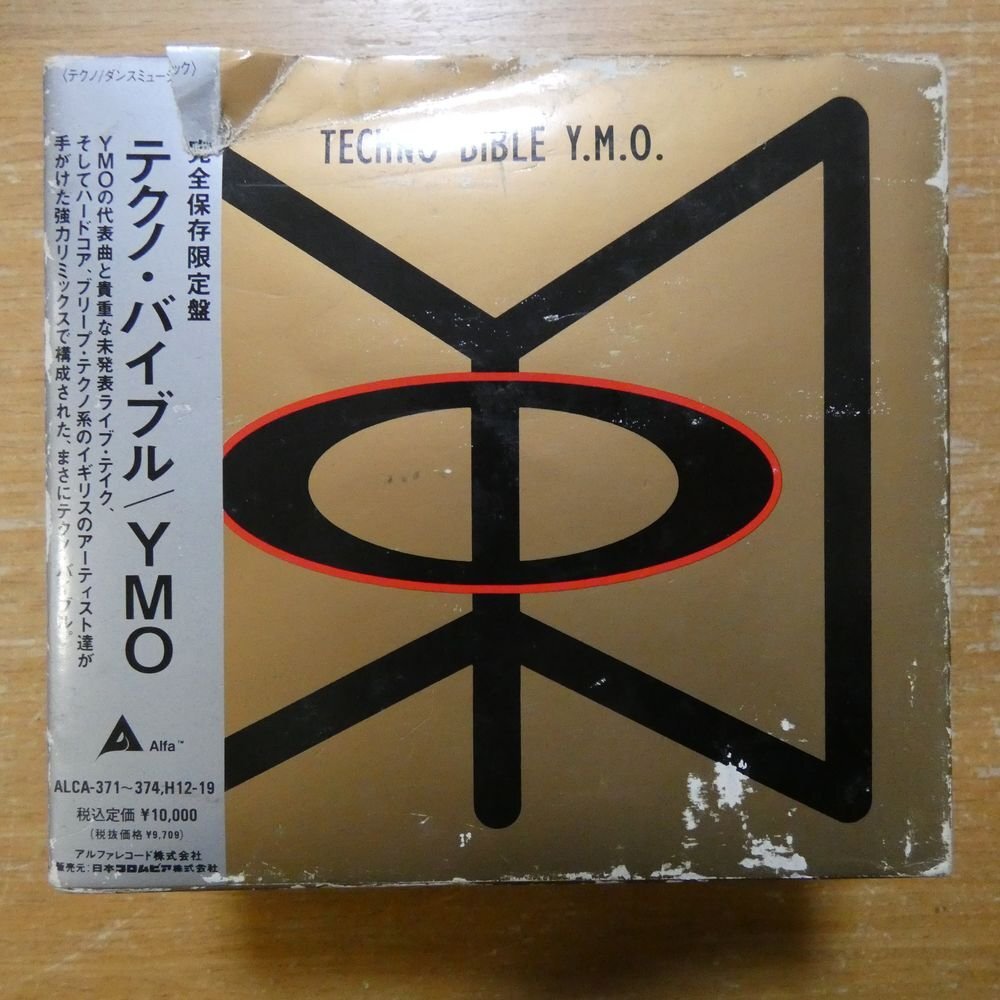 〈テクノ/ダンスミュージック〉
完全保存限定盤
テクノ・バイブル/YMO
YMOの代表曲と貴重な未発表ライブ・テイク、
そしてハードコア、ブリープ・テクノ系のイギリスのアーティスト達が
手がけた強力リミックスで構成された、まさにテクノ・バイブル。
Alfa™
ALCA-371～374,H12-19
税込定価 ¥10,000
(税抜価格 ¥9,709)
アルファレコード株式会社
販売元:日本コロムビア株式会社
TECHNO BIBLE Y.M.O.